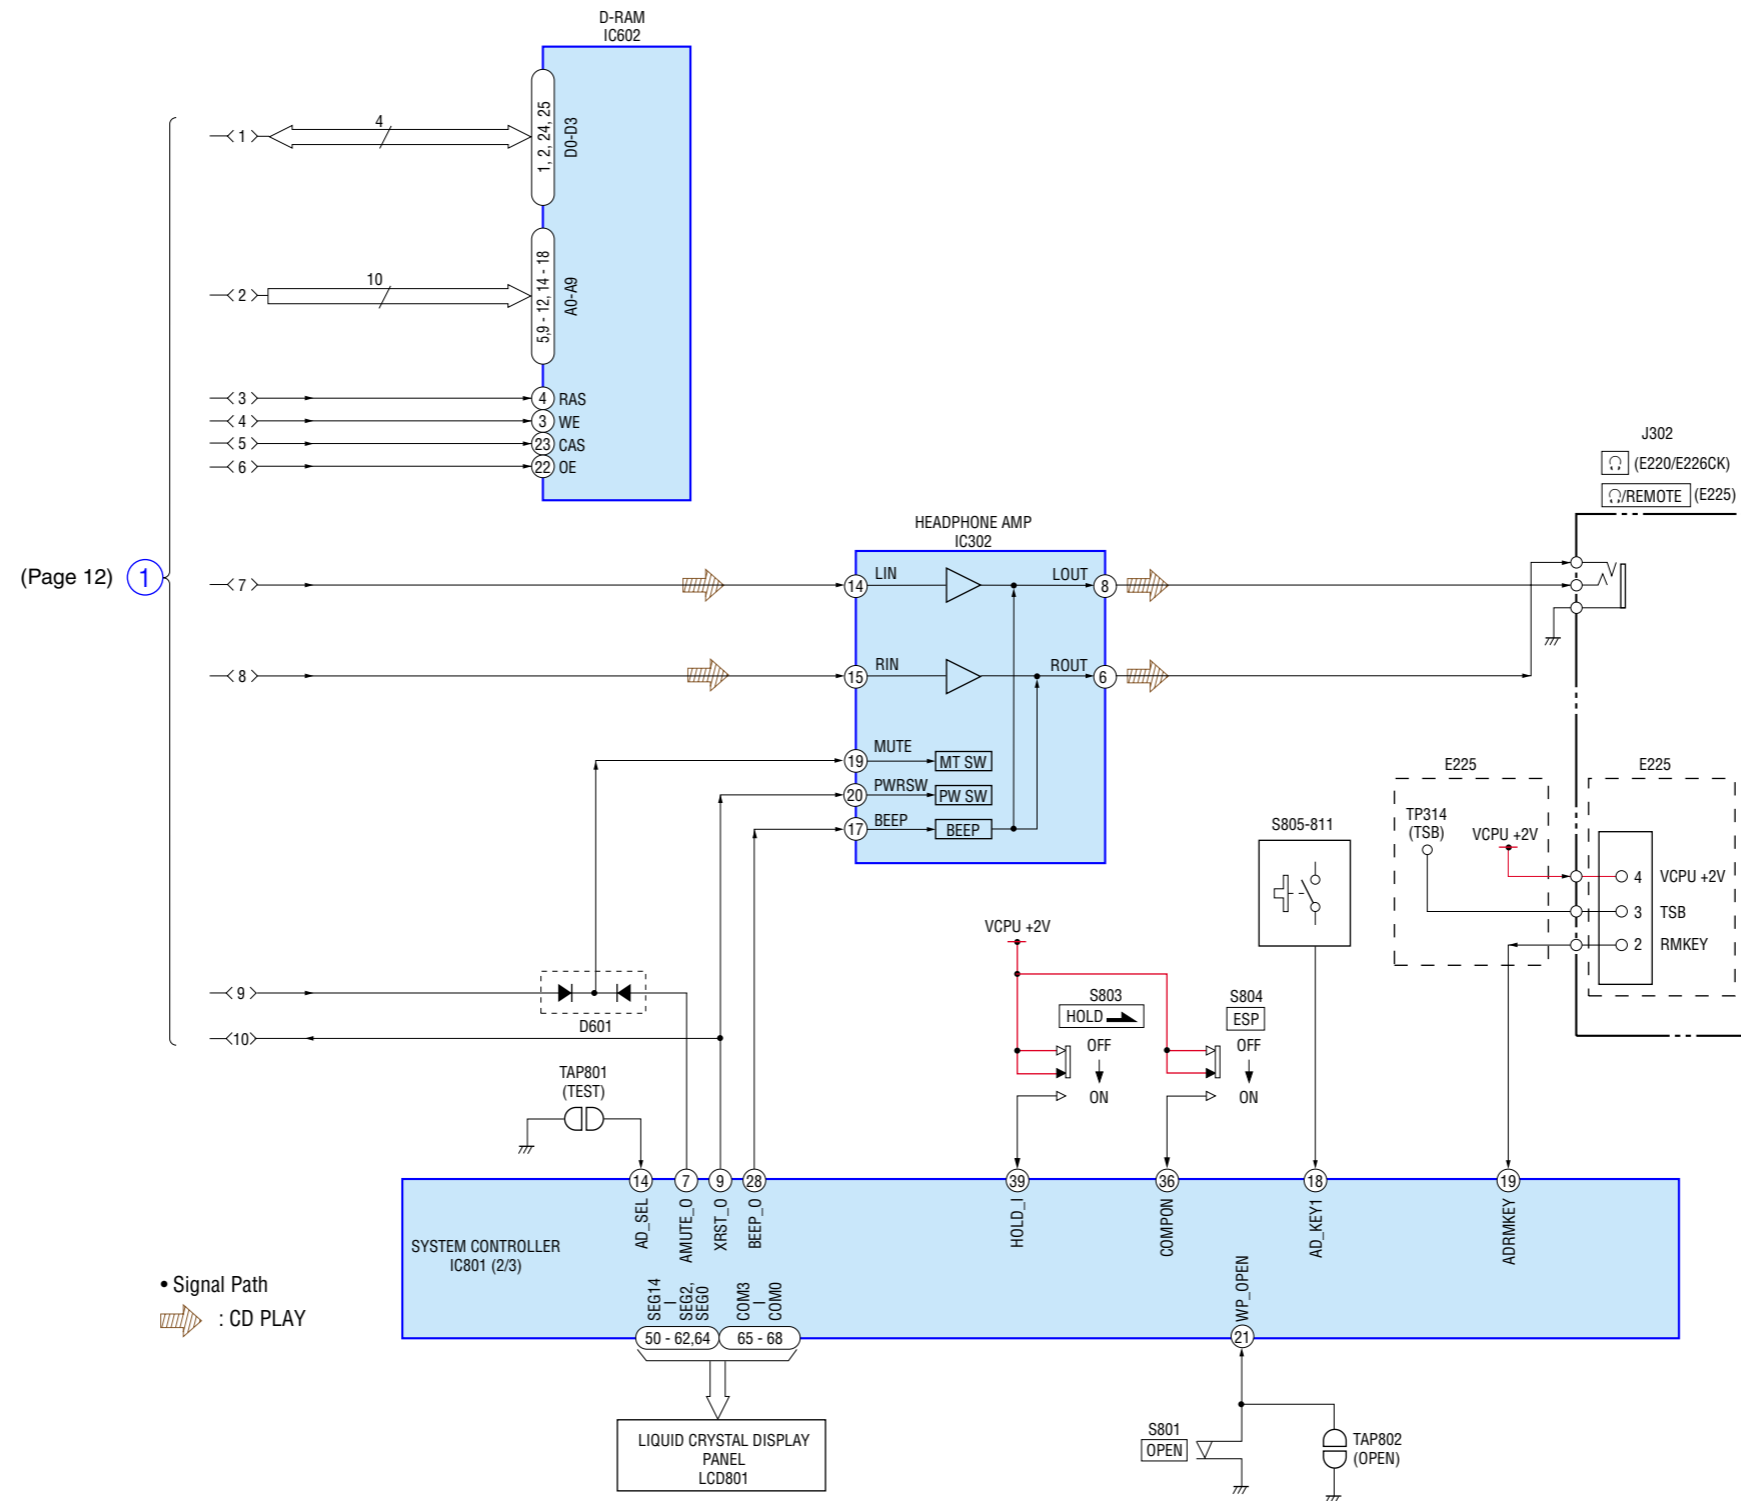 D-RAM
IC602
1
4
1, 2, 24, 25
D0-D3
2
10
5,9 - 12, 14 - 18
A0-A9
3
4
RAS
4
3
WE
5
23
CAS
6
22
OE
J302
(E220/E226CK)
/REMOTE (E225)
HEADPHONE AMP
IC302
(Page 12)
1
7
14
LIN
LOUT
8
8
15
RIN
ROUT
6
19
MUTE
MT SW
20
PWRSW
PW SW
17
BEEP
BEEP
E225
E225
TP314
(TSB)
VCPU +2V
4
VCPU +2V
3
TSB
2
RMKEY
S805-811
VCPU +2V
S803
HOLD
OFF
ON
S804
ESP
OFF
ON
9
D601
10
TAP801
(TEST)
14
7
9
28
39
36
18
19
AD_SEL
AMUTE_O
XRST_O
BEEP_O
HOLD_I
COMPON
AD_KEY1
ADRMKEY
SYSTEM CONTROLLER
IC801 (2/3)
SEG14
SEG2,
SEG0
COM3
COM0
WP_OPEN
50 - 62,64
65 - 68
21
• Signal Path
: CD PLAY
LIQUID CRYSTAL DISPLAY
PANEL
LCD801
S801
OPEN
TAP802
(OPEN)